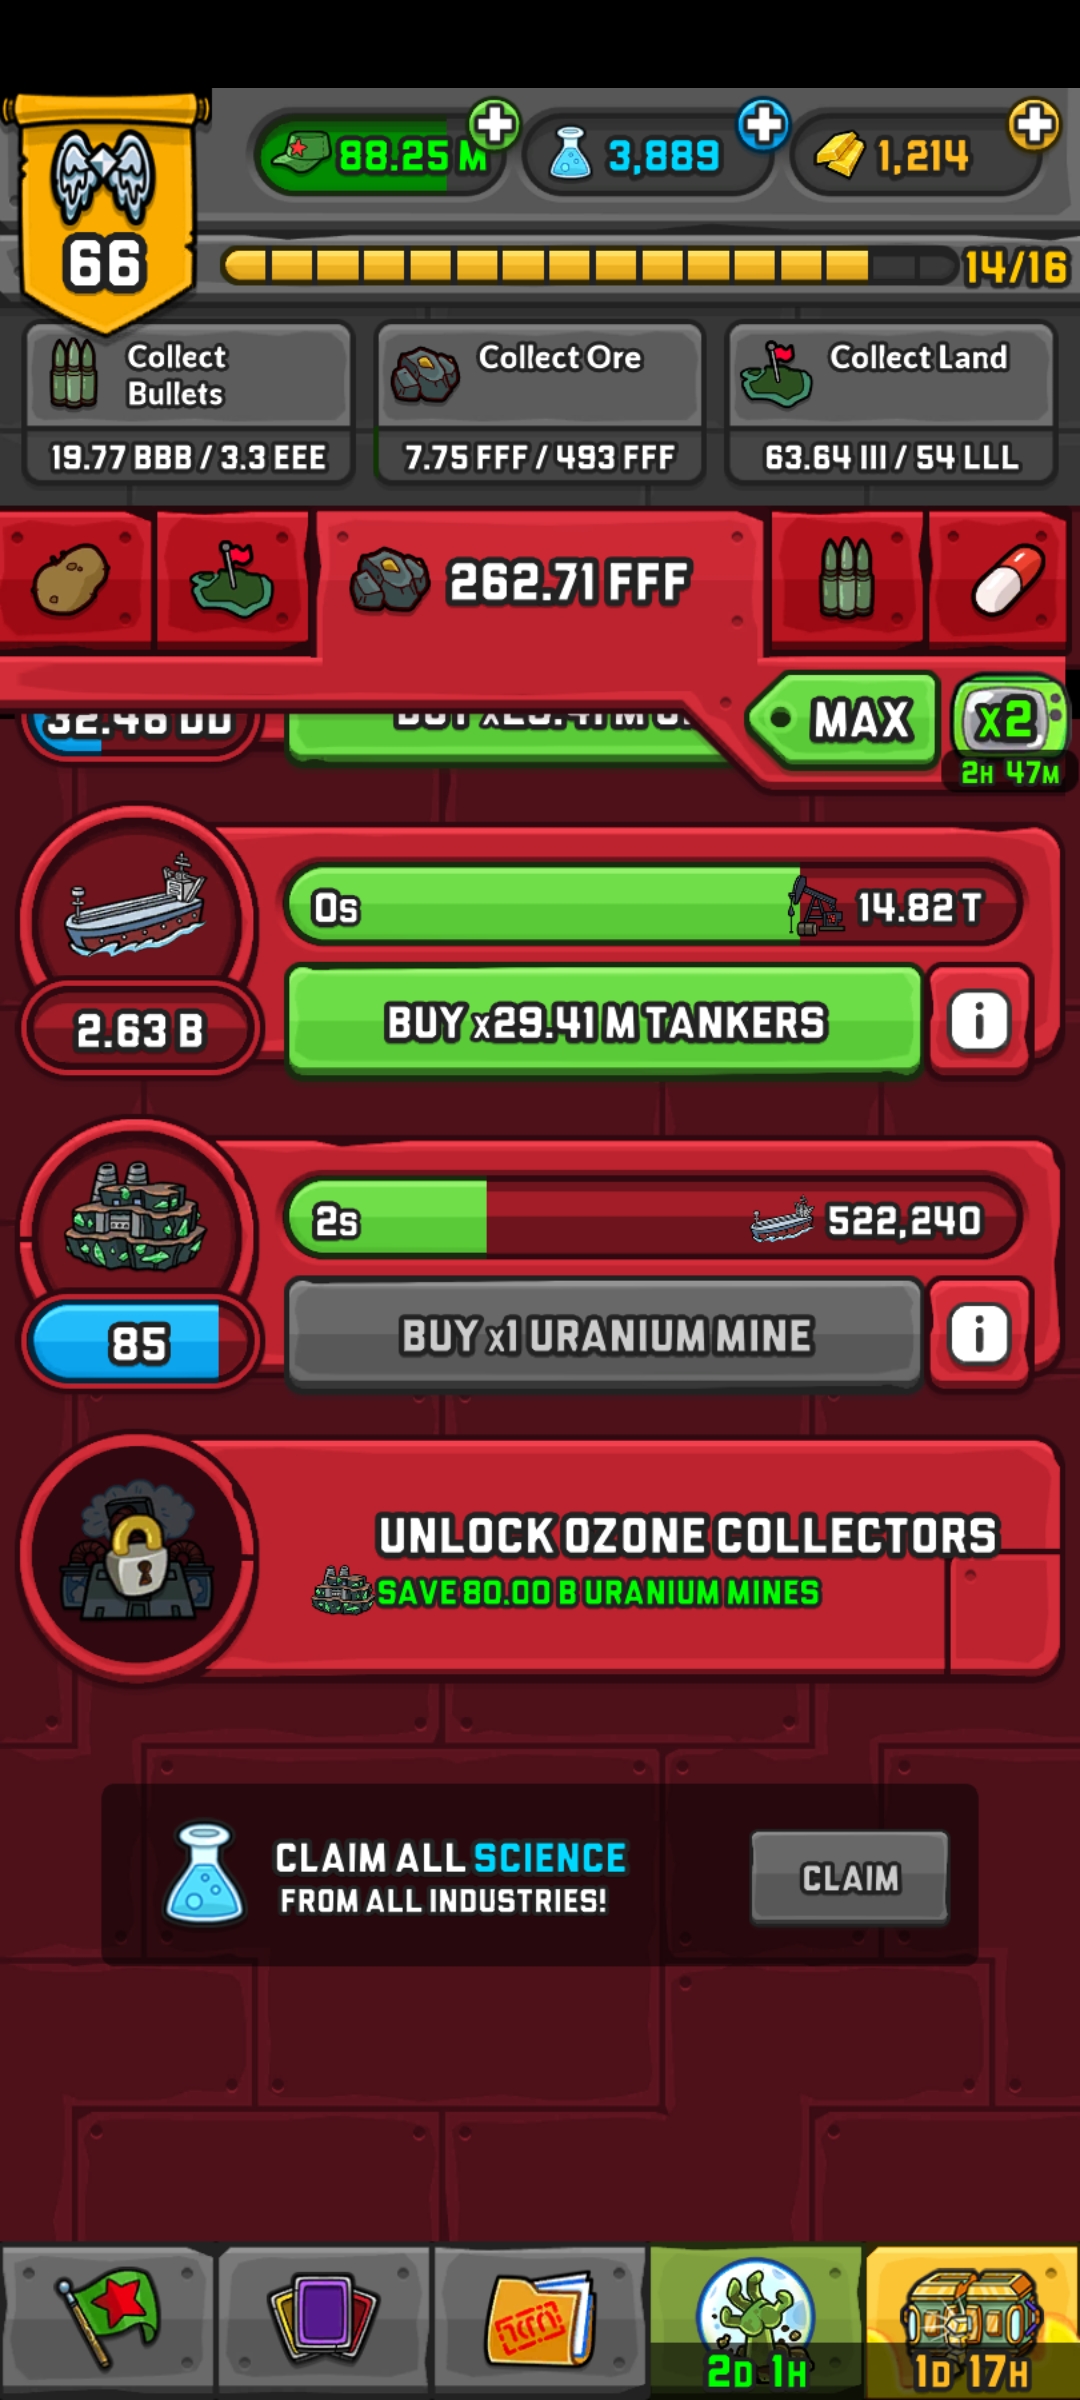 88.25 M
3,889
1,214
66
14/16
Collect
Bullets
Collect Ore
Collect Land
19.77 BBB / 3.3 EEE
7.75 FFF / 493 FFF
63.64 III / 54 LLL
262.71 FFF
MAX
x2
2H 47M
32.46 DD
0s
14.82 T
2.63 B
BUY x29.41 M TANKERS
i
2s
522,240
85
BUY x1 URANIUM MINE
i
UNLOCK OZONE COLLECTORS
SAVE 80.00 B URANIUM MINES
CLAIM ALL SCIENCE
FROM ALL INDUSTRIES!
CLAIM
2D 1H
1D 17H